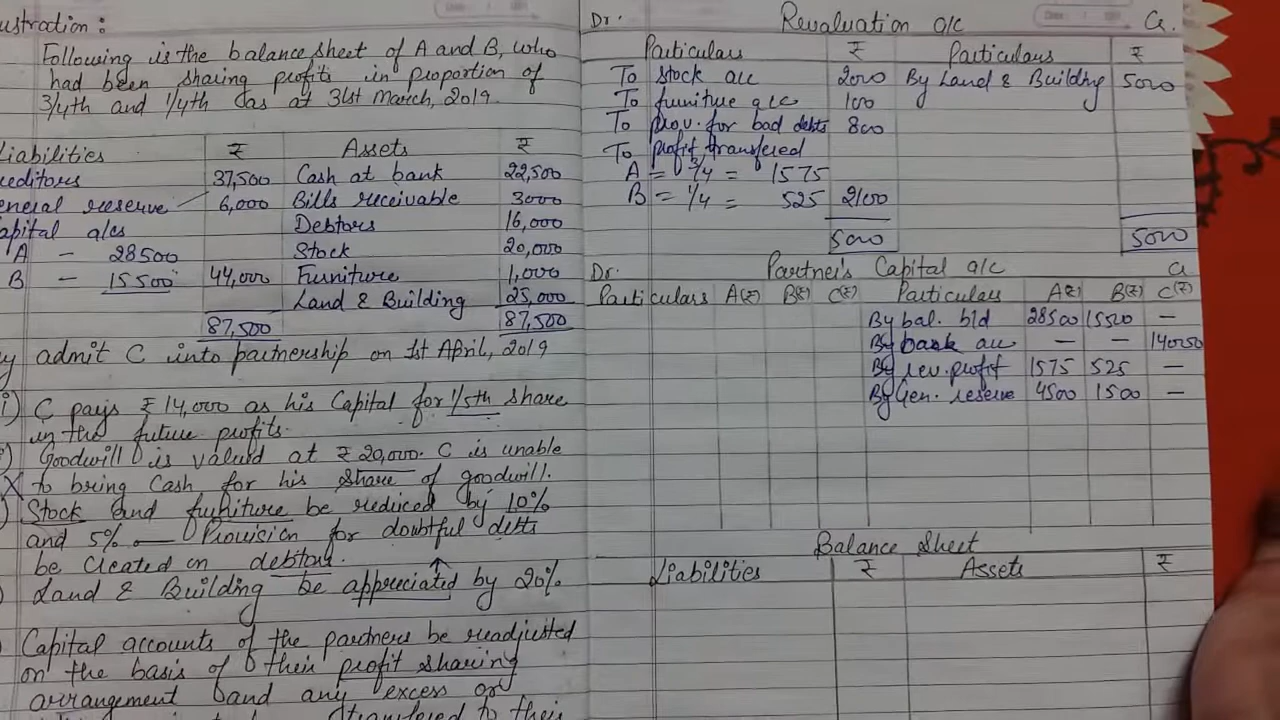 ustration :
Following is the balance sheet of A and B, who
had been sharing profits in proportion of
3/4th and 1/4th as at 31st March, 2019.
Liabilities ₹ Assets ₹
reditors 37,500 Cash at bank 22,500
eneral reserve 6,000 Bills receivable 3000
apital a/cs Debtors 16,000
A - 28500 Stock 20,000
B - 15500 44,000 Furniture 1,000
Land & Building 25,000
87,500 87,500
y admit C into partnership on 1st April, 2019
i) C pays ₹ 14,000 as his Capital for 1/5th share
in the future profits.
) Goodwill is valued at ₹ 20,000. C is unable
to bring Cash for his share of goodwill.
) Stock and furniture be reduced by 10%
and 5% — Provision for doubtful debts
be created on debtors.
) Land & Building be appreciated by 20%
Capital accounts of the partners be readjusted
on the basis of their profit sharing
arrangement and any excess or
transfered to their
Dr. Revaluation a/c Cr.
Particulars ₹ Particulars ₹
To stock a/c 2000 By Land & Building 5000
To furniture a/c 100
To prov. for bad debts 800
To profit transfered
A = 3/4 = 1575
B = 1/4 = 525 2100
5000 5000
Dr. Partner's Capital a/c Cr
Particulars A(₹) B(₹) C(₹) Particulars A(₹) B(₹) C(₹)
By bal. b/d 28500 15500 -
By bank a/c - - 14000
By rev. profit 1575 525 -
By Gen. reserve 4500 1500 -
Balance Sheet
Liabilities ₹ Assets ₹